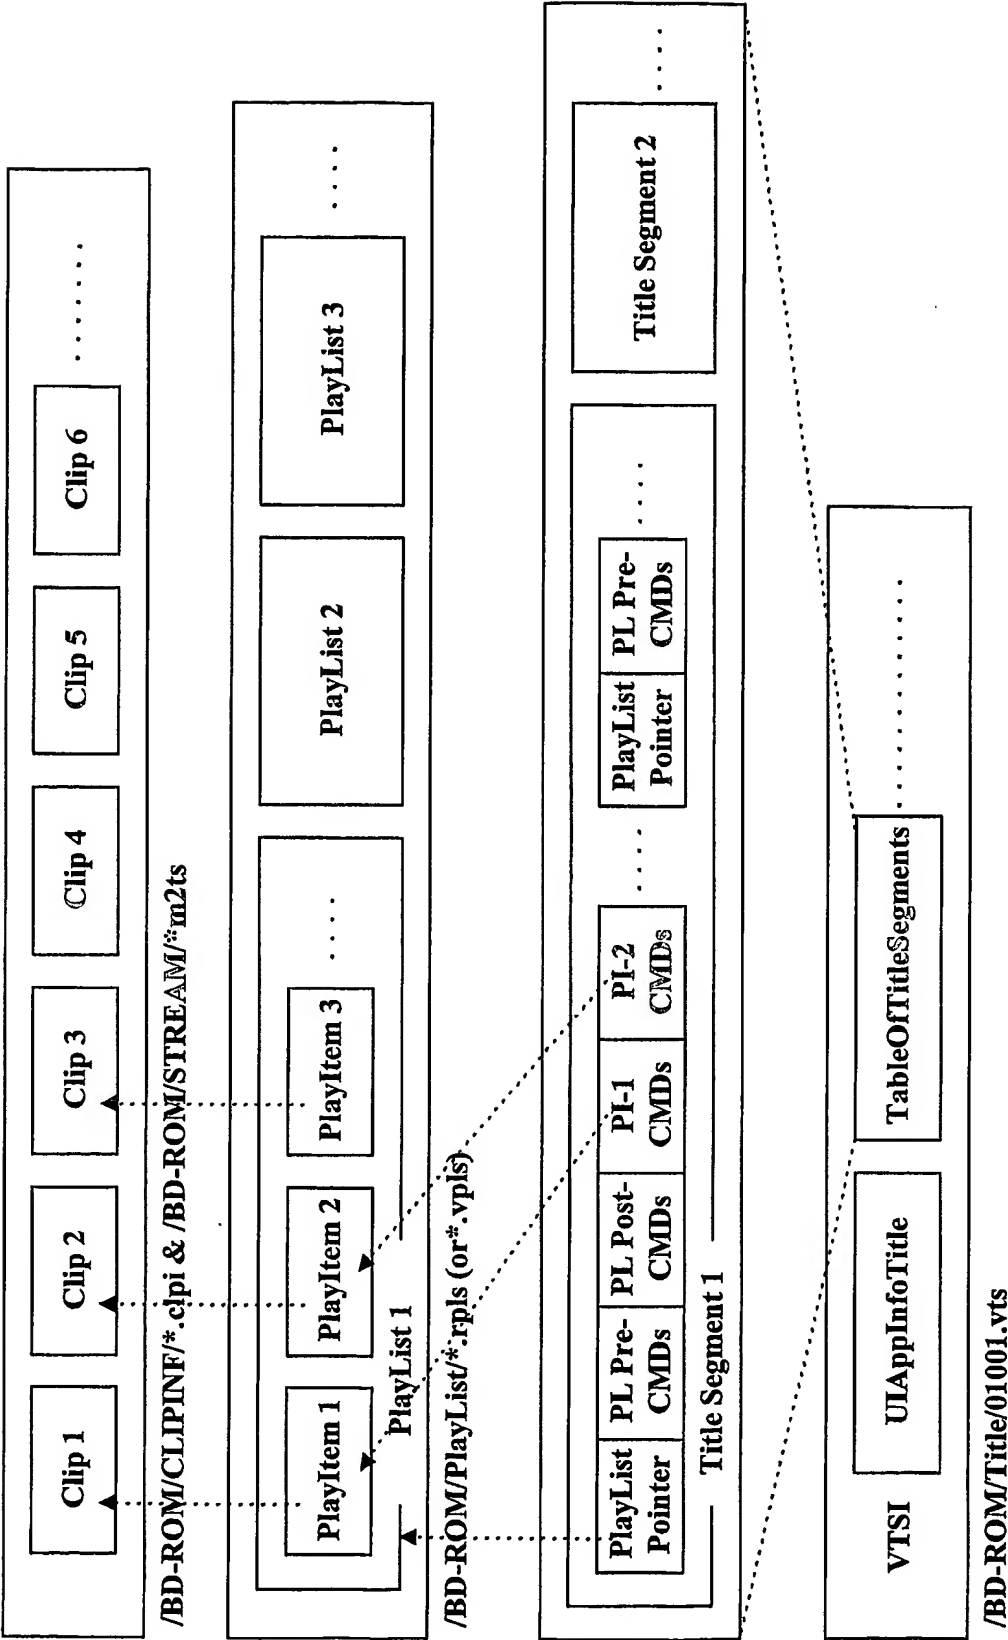 Clip 1
Clip 2
Clip 3
Clip 4
Clip 5
Clip 6
.......
/BD-ROM/CLIPINF/*.clpi & /BD-ROM/STREAM/*m2ts
PlayItem 1
PlayItem 2
PlayItem 3
....
PlayList 1
PlayList 2
PlayList 3
....
/BD-ROM/PlayList/*.rpls (or*.vpls)
PlayList
Pointer
PL Pre-
CMDs
PL Post-
CMDs
PI-1
CMDs
PI-2
CMDs
....
PlayList
Pointer
PL Pre-
CMDs
....
Title Segment 1
Title Segment 2
....
VTSI
UIAppInfoTitle
TableOfTitleSegments
............
/BD-ROM/Title/01001.vts